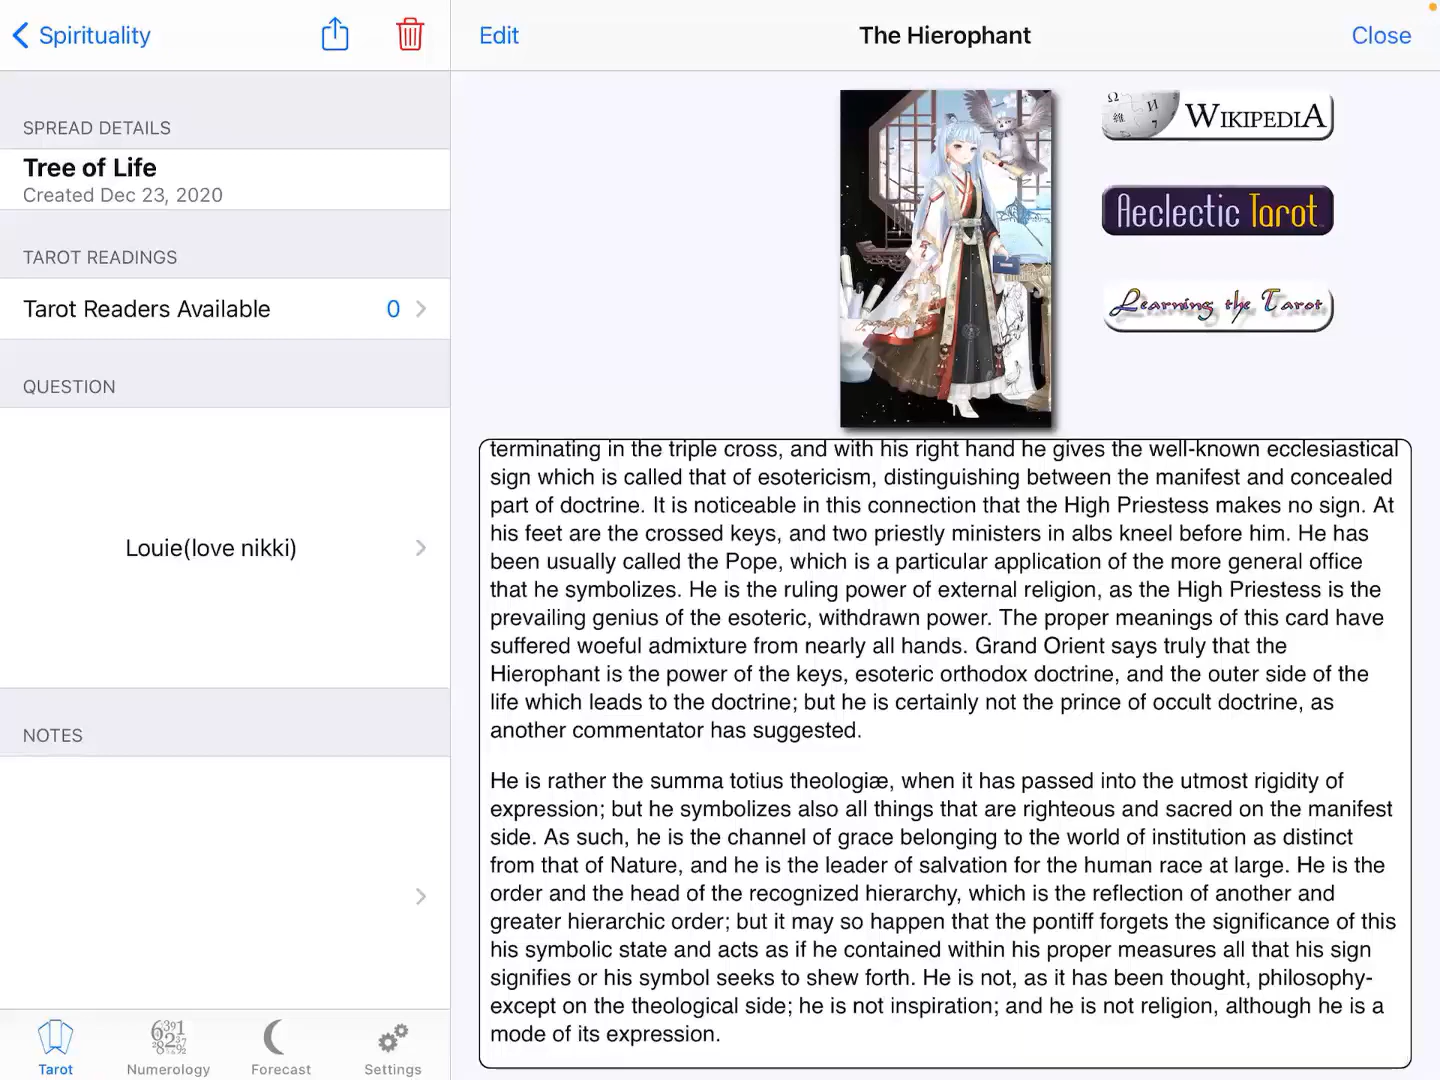 Spirituality
SPREAD DETAILS
Tree of Life
Created Dec 23, 2020
TAROT READINGS
Tarot Readers Available 0
QUESTION
Louie(love nikki)
NOTES
Tarot
Numerology
Forecast
Settings
Edit
The Hierophant
Close
WIKIPEDIA
Aeclectic Tarot
Learning the Tarot
terminating in the triple cross, and with his right hand he gives the well-known ecclesiastical
sign which is called that of esotericism, distinguishing between the manifest and concealed
part of doctrine. It is noticeable in this connection that the High Priestess makes no sign. At
his feet are the crossed keys, and two priestly ministers in albs kneel before him. He has
been usually called the Pope, which is a particular application of the more general office
that he symbolizes. He is the ruling power of external religion, as the High Priestess is the
prevailing genius of the esoteric, withdrawn power. The proper meanings of this card have
suffered woeful admixture from nearly all hands. Grand Orient says truly that the
Hierophant is the power of the keys, esoteric orthodox doctrine, and the outer side of the
life which leads to the doctrine; but he is certainly not the prince of occult doctrine, as
another commentator has suggested.
He is rather the summa totius theologiæ, when it has passed into the utmost rigidity of
expression; but he symbolizes also all things that are righteous and sacred on the manifest
side. As such, he is the channel of grace belonging to the world of institution as distinct
from that of Nature, and he is the leader of salvation for the human race at large. He is the
order and the head of the recognized hierarchy, which is the reflection of another and
greater hierarchic order; but it may so happen that the pontiff forgets the significance of this
his symbolic state and acts as if he contained within his proper measures all that his sign
signifies or his symbol seeks to shew forth. He is not, as it has been thought, philosophy-
except on the theological side; he is not inspiration; and he is not religion, although he is a
mode of its expression.